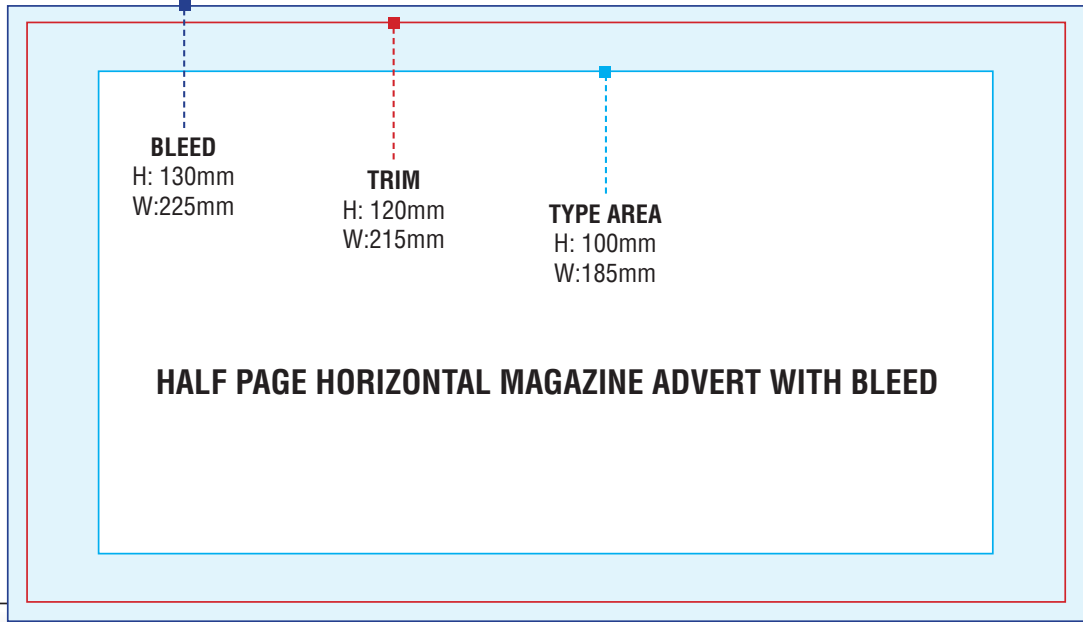 BLEED
H: 130mm
W:225mm
TRIM
H: 120mm
W:215mm
TYPE AREA
H: 100mm
W:185mm
HALF PAGE HORIZONTAL MAGAZINE ADVERT WITH BLEED